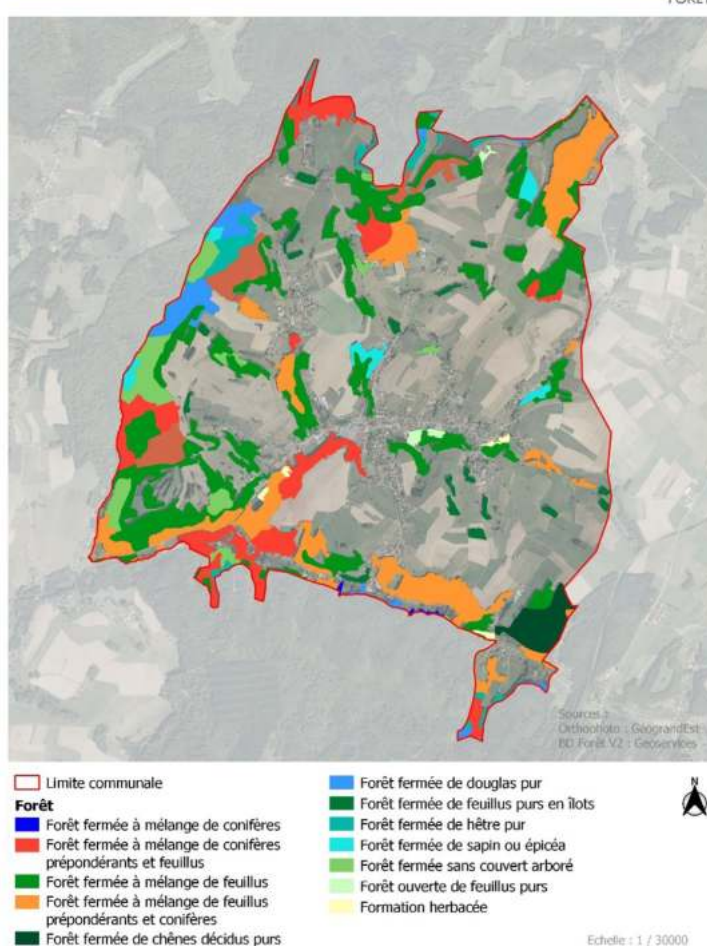 Sources :
Orthophoto : GéograndEst
BD Forêt V2 : Géoservices
Limite communale
Forêt
Forêt fermée à mélange de conifères
Forêt fermée à mélange de conifères
prépondérants et feuillus
Forêt fermée à mélange de feuillus
Forêt fermée à mélange de feuillus
prépondérants et conifères
Forêt fermée de chênes décidus purs
Forêt fermée de douglas pur
Forêt fermée de feuillus purs en îlots
Forêt fermée de hêtre pur
Forêt fermée de sapin ou épicéa
Forêt fermée sans couvert arboré
Forêt ouverte de feuillus purs
Formation herbacée
N
Echelle : 1 / 30000